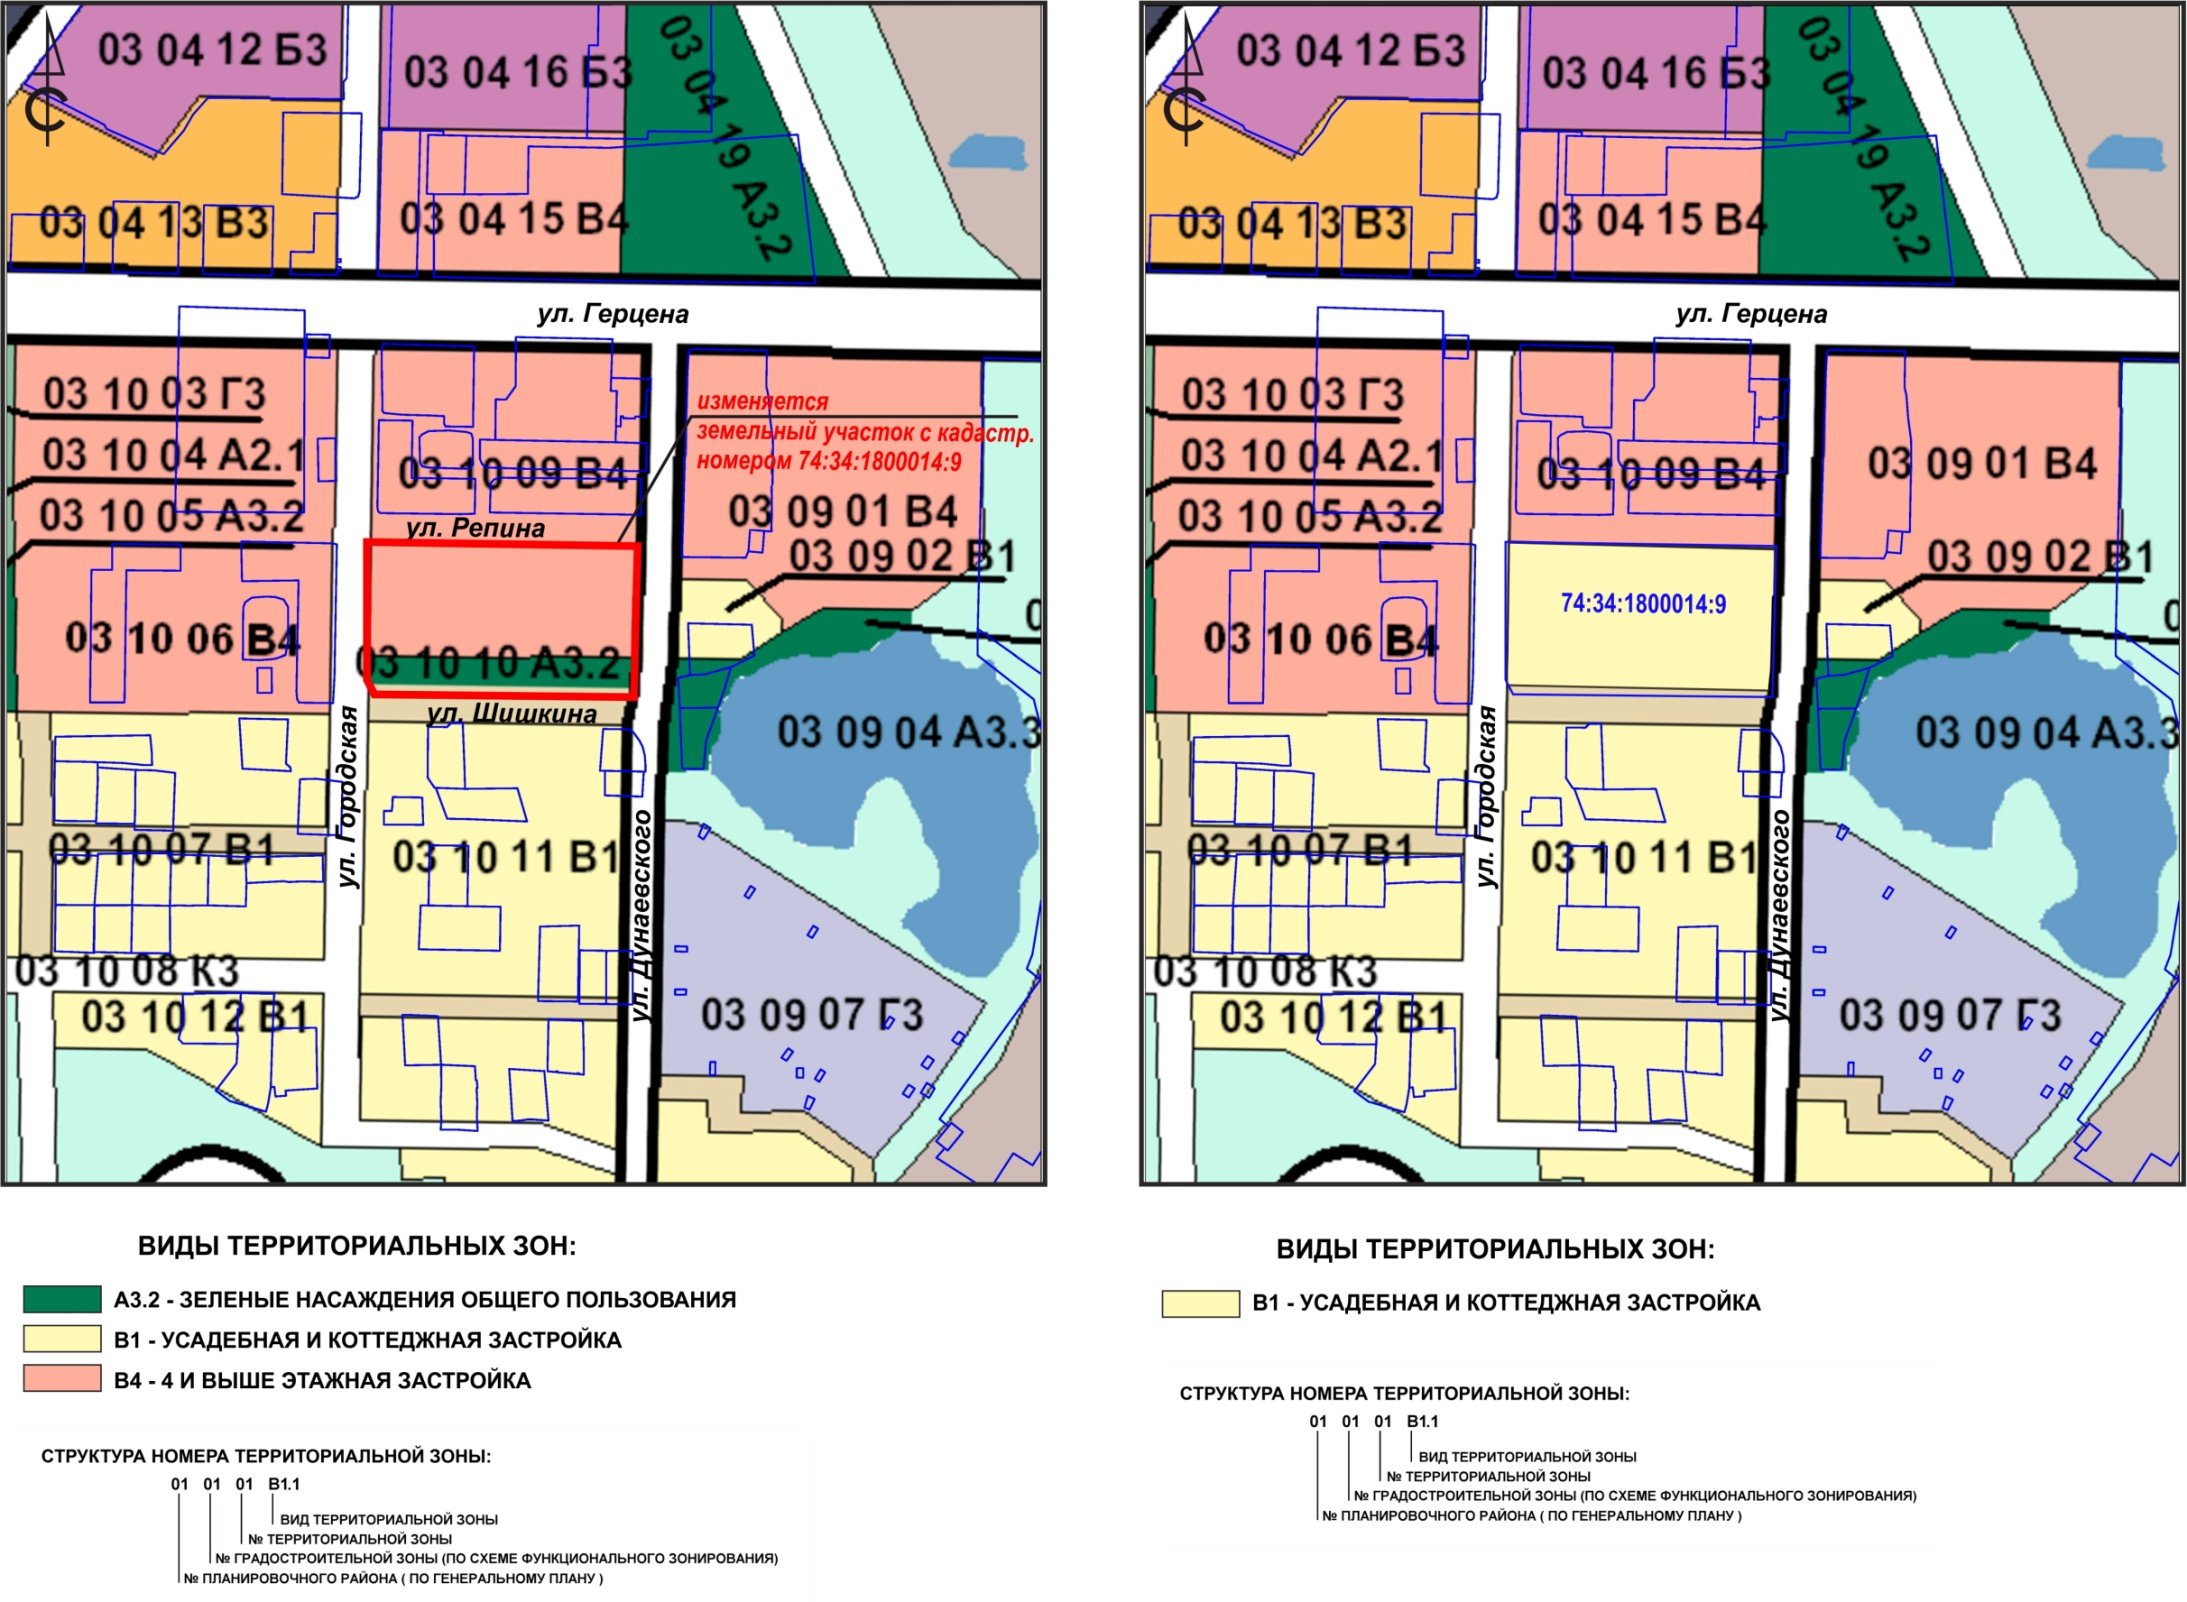 С
03 04 12 Б3
03 04 16 Б3
03 04 19 А3.2
03 04 13 В3
03 04 15 В4
ул. Герцена
03 10 03 Г3
03 10 04 А2.1
03 10 05 А3.2
03 10 09 В4
изменяется
земельный участок с кадастр.
номером 74:34:1800014:9
03 09 01 В4
ул. Репина
03 09 02 В1
03 10 06 В4
03 10 10 А3.2
0
ул. Шишкина
03 09 04 А3.3
ул. Городская
03 10 07 В1
03 10 11 В1
ул. Дунаевского
03 10 08 К3
03 10 12 В1
03 09 07 Г3
ВИДЫ ТЕРРИТОРИАЛЬНЫХ ЗОН:
А3.2 - ЗЕЛЕНЫЕ НАСАЖДЕНИЯ ОБЩЕГО ПОЛЬЗОВАНИЯ
В1 - УСАДЕБНАЯ И КОТТЕДЖНАЯ ЗАСТРОЙКА
В4 - 4 И ВЫШЕ ЭТАЖНАЯ ЗАСТРОЙКА
СТРУКТУРА НОМЕРА ТЕРРИТОРИАЛЬНОЙ ЗОНЫ:
01 01 01 В1.1
ВИД ТЕРРИТОРИАЛЬНОЙ ЗОНЫ
№ ТЕРРИТОРИАЛЬНОЙ ЗОНЫ
№ ГРАДОСТРОИТЕЛЬНОЙ ЗОНЫ (ПО СХЕМЕ ФУНКЦИОНАЛЬНОГО ЗОНИРОВАНИЯ)
№ ПЛАНИРОВОЧНОГО РАЙОНА ( ПО ГЕНЕРАЛЬНОМУ ПЛАНУ )
С
03 04 12 Б3
03 04 16 Б3
03 04 19 А3.2
03 04 13 В3
03 04 15 В4
ул. Герцена
03 10 03 Г3
03 10 04 А2.1
03 10 05 А3.2
03 10 09 В4
03 09 01 В4
03 09 02 В1
74:34:1800014:9
03 10 06 В4
0
03 09 04 А3.3
ул. Городская
03 10 07 В1
03 10 11 В1
ул. Дунаевского
03 10 08 К3
03 10 12 В1
03 09 07 Г3
ВИДЫ ТЕРРИТОРИАЛЬНЫХ ЗОН:
В1 - УСАДЕБНАЯ И КОТТЕДЖНАЯ ЗАСТРОЙКА
СТРУКТУРА НОМЕРА ТЕРРИТОРИАЛЬНОЙ ЗОНЫ:
01 01 01 В1.1
ВИД ТЕРРИТОРИАЛЬНОЙ ЗОНЫ
№ ТЕРРИТОРИАЛЬНОЙ ЗОНЫ
№ ГРАДОСТРОИТЕЛЬНОЙ ЗОНЫ (ПО СХЕМЕ ФУНКЦИОНАЛЬНОГО ЗОНИРОВАНИЯ)
№ ПЛАНИРОВОЧНОГО РАЙОНА ( ПО ГЕНЕРАЛЬНОМУ ПЛАНУ )